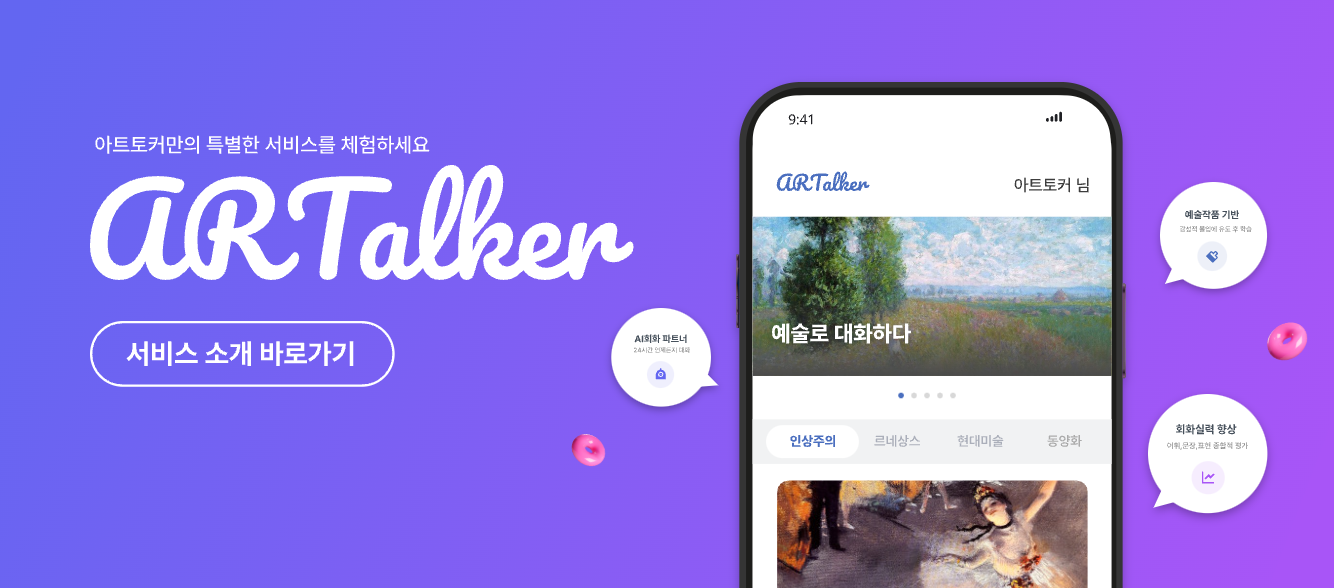 아트토커만의 특별한 서비스를 체험하세요
ARTalker
서비스 소개 바로가기
9:41
ARTalker
아트토커 님
예술로 대화하다
인상주의 르네상스 현대미술 동양화
AI회화 파트너
24시간 언제든지 대화
예술작품 기반
감성적 몰입에 유도 후 학습
회화실력 향상
어휘,문장,표현 종합적 평가